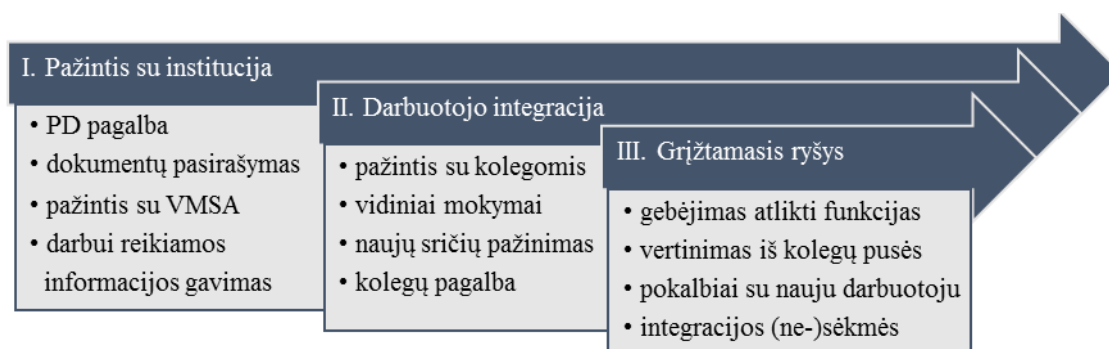 I. Pažintis su institucija
• PD pagalba
• dokumentų pasirašymas
• pažintis su VMSA
• darbui reikiamos
informacijos gavimas
II. Darbuotojo integracija
• pažintis su kolegomis
• vidiniai mokymai
• naujų sričių pažinimas
• kolegų pagalba
III. Grįžtamasis ryšys
• gebėjimas atlikti funkcijas
• vertinimas iš kolegų pusės
• pokalbiai su nauju darbuotoju
• integracijos (ne-)sėkmės